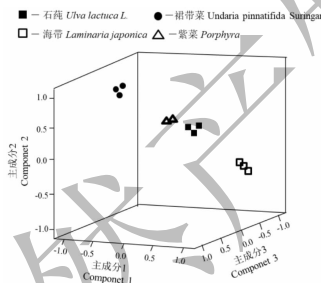 ■ －石莼 Ulva lactuca L
● －裙带菜 Undaria pinnatifida Suringar
□ －海带 Laminaria japonica
△ －紫菜 Porphyra
1.0
0.5
0.0
-0.5
-1.0
主成分2
Componet 2
-1.0
-0.5
0.0
0.5
1.0
主成分1
Componet 1
1.0
0.5
0.0
-0.5
-1.0
主成分3
Componet 3